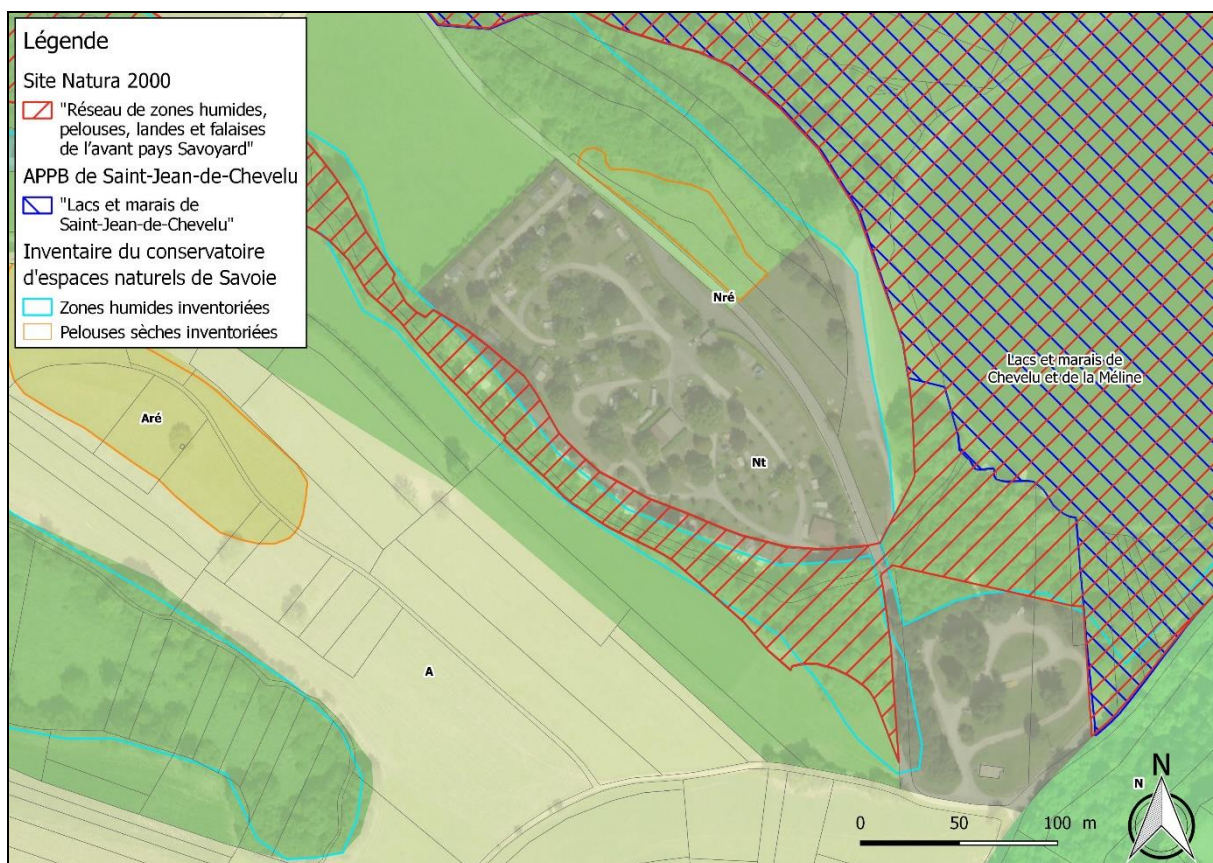 Légende
Site Natura 2000
"Réseau de zones humides,
pelouses, landes et falaises
de l'avant pays Savoyard"
APPB de Saint-Jean-de-Chevelu
"Lacs et marais de
Saint-Jean-de-Chevelu"
Inventaire du conservatoire
d'espaces naturels de Savoie
Zones humides inventoriées
Pelouses sèches inventoriées
Nré
Lacs et marais de
Chevelu et de la Méline
Aré
Nt
A
N
N
0 50 100 m